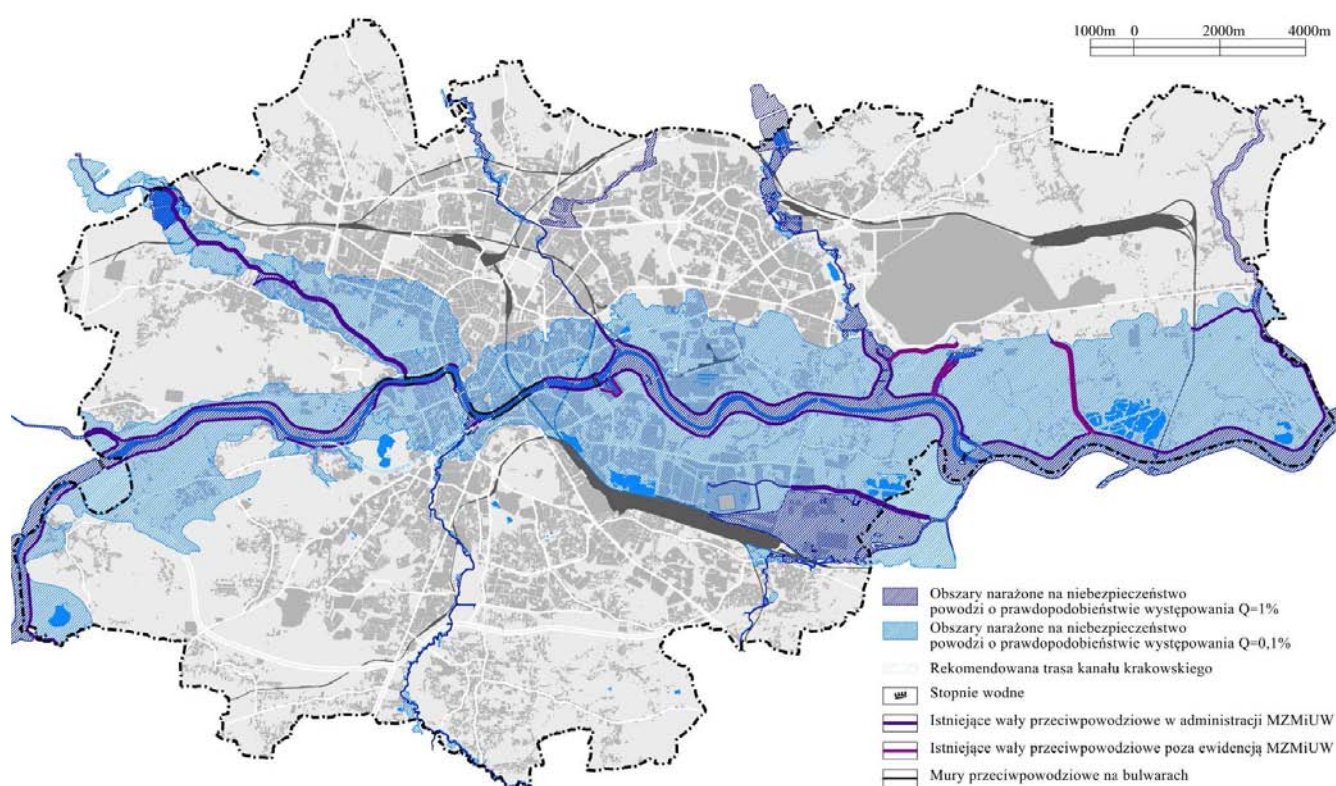 1000m 0 2000m 4000m
Obszary narażone na niebezpieczeństwo
powodzi o prawdopodobieństwie występowania Q=1%
Obszary narażone na niebezpieczeństwo
powodzi o prawdopodobieństwie występowania Q=0,1%
Rekomendowana trasa kanału krakowskiego
Stopnie wodne
Istniejące wały przeciwpowodziowe w administracji MZMiUW
Istniejące wały przeciwpowodziowe poza ewidencją MZMiUW
Mury przeciwpowodziowe na bulwarach